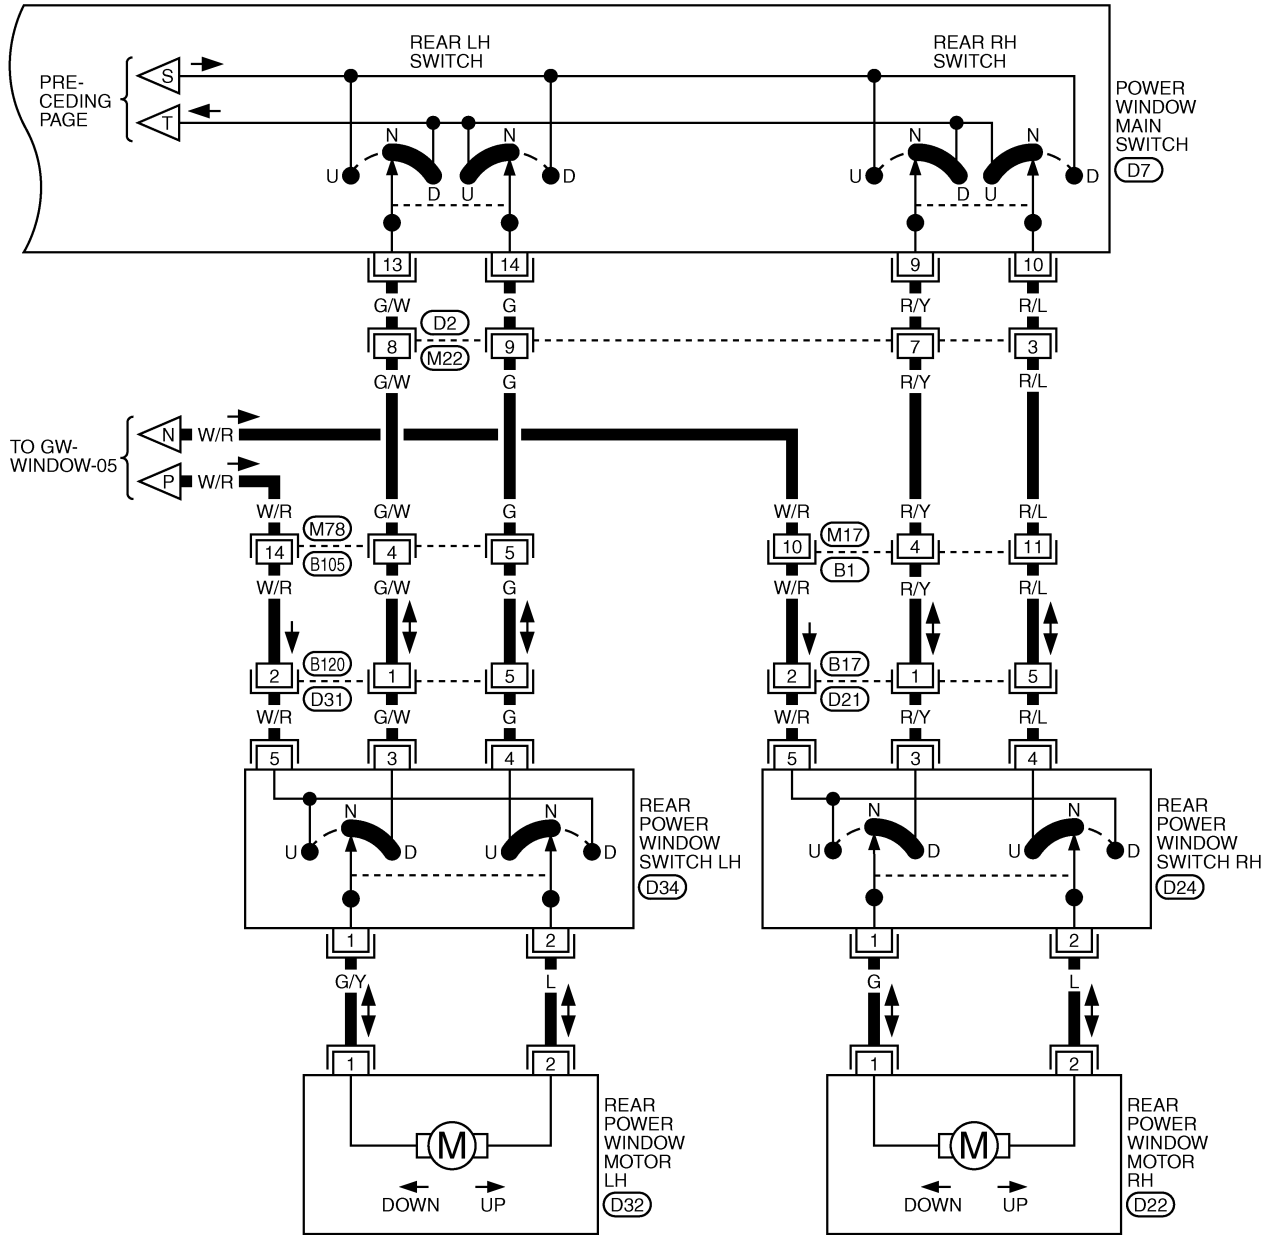 REAR LH
SWITCH
REAR RH
SWITCH
PRE-
CEDING
PAGE
S
T
POWER
WINDOW
MAIN
SWITCH
D7
N N N N
U D U D U D U D
13 14 9 10
G/W G R/Y R/L
D2
8 9 7 3
M22
G/W G R/Y R/L
TO GW-
WINDOW-05
N W/R
P W/R
W/R G/W G W/R R/Y R/L
M78 M17
14 4 5 10 4 11
B105 B1
W/R G/W G W/R R/Y R/L
B120 B17
2 1 5 2 1 5
D31 D21
W/R G/W G W/R R/Y R/L
5 3 4 5 3 4
N N N N
U D U D U D U D
REAR
POWER
WINDOW
SWITCH LH
D34
REAR
POWER
WINDOW
SWITCH RH
D24
1 2 1 2
G/Y L G L
1 2 1 2
M
DOWN UP
REAR
POWER
WINDOW
MOTOR
LH
D32
M
DOWN UP
REAR
POWER
WINDOW
MOTOR
RH
D22